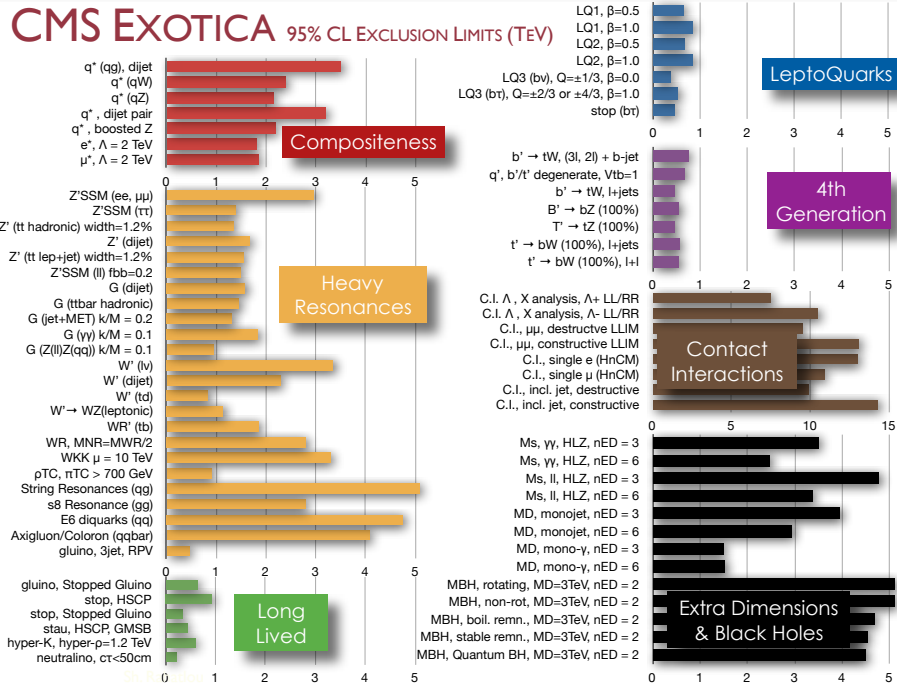 CMS EXOTICA 95% CL EXCLUSION LIMITS (TEV)
q* (qg), dijet
q* (qW)
q* (qZ)
q* , dijet pair
q* , boosted Z
e*, Λ = 2 TeV
μ*, Λ = 2 TeV
Compositeness
0 1 2 3 4 5
Z'SSM (ee, μμ)
Z'SSM (ττ)
Z' (tt hadronic) width=1.2%
Z' (dijet)
Z' (tt lep+jet) width=1.2%
Z'SSM (ll) fbb=0.2
G (dijet)
G (ttbar hadronic)
G (jet+MET) k/M = 0.2
G (γγ) k/M = 0.1
G (Z(ll)Z(qq)) k/M = 0.1
W' (lν)
W' (dijet)
W' (td)
W'→ WZ(leptonic)
WR' (tb)
WR, MNR=MWR/2
WKK μ = 10 TeV
ρTC, πTC > 700 GeV
String Resonances (qg)
s8 Resonance (gg)
E6 diquarks (qq)
Axigluon/Coloron (qqbar)
gluino, 3jet, RPV
Heavy
Resonances
0 1 2 3 4 5
gluino, Stopped Gluino
stop, HSCP
stop, Stopped Gluino
stau, HSCP, GMSB
hyper-K, hyper-ρ=1.2 TeV
neutralino, cτ<50cm
Long
Lived
0 1 2 3 4 5
LQ1, β=0.5
LQ1, β=1.0
LQ2, β=0.5
LQ2, β=1.0
LQ3 (bν), Q=±1/3, β=0.0
LQ3 (bτ), Q=±2/3 or ±4/3, β=1.0
stop (bτ)
LeptoQuarks
0 1 2 3 4 5
b' → tW, (3l, 2l) + b-jet
q', b'/t' degenerate, Vtb=1
b' → tW, l+jets
B' → bZ (100%)
T' → tZ (100%)
t' → bW (100%), l+jets
t' → bW (100%), l+l
4th
Generation
0 1 2 3 4 5
C.I. Λ , X analysis, Λ+ LL/RR
C.I. Λ , X analysis, Λ- LL/RR
C.I., μμ, destructve LLIM
C.I., μμ, constructive LLIM
C.I., single e (HnCM)
C.I., single μ (HnCM)
C.I., incl. jet, destructive
C.I., incl. jet, constructive
Contact
Interactions
0 5 10 15
Ms, γγ, HLZ, nED = 3
Ms, γγ, HLZ, nED = 6
Ms, ll, HLZ, nED = 3
Ms, ll, HLZ, nED = 6
MD, monojet, nED = 3
MD, monojet, nED = 6
MD, mono-γ, nED = 3
MD, mono-γ, nED = 6
MBH, rotating, MD=3TeV, nED = 2
MBH, non-rot, MD=3TeV, nED = 2
MBH, boil. remn., MD=3TeV, nED = 2
MBH, stable remn., MD=3TeV, nED = 2
MBH, Quantum BH, MD=3TeV, nED = 2
Extra Dimensions
& Black Holes
0 1 2 3 4 5